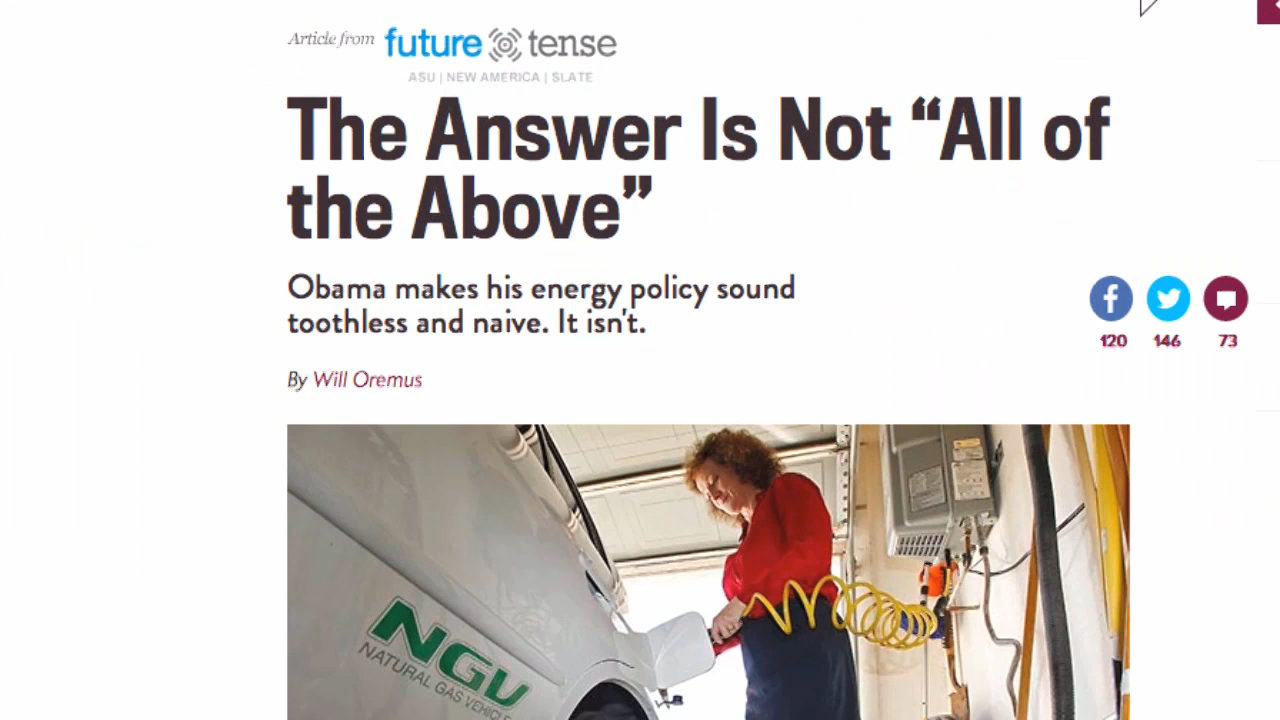 Article from future tense
ASU | NEW AMERICA | SLATE
The Answer Is Not “All of
the Above”
Obama makes his energy policy sound
toothless and naive. It isn't.
By Will Oremus
120 146 73
NGV
NATURAL GAS VEHICLE